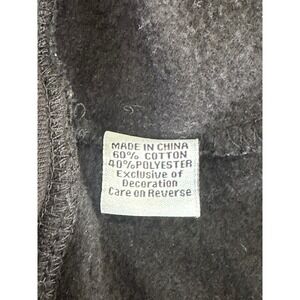 MADE IN CHINA
60% COTTON
40%POLYESTER
Exclusive of
Decoration
Care on Reverse